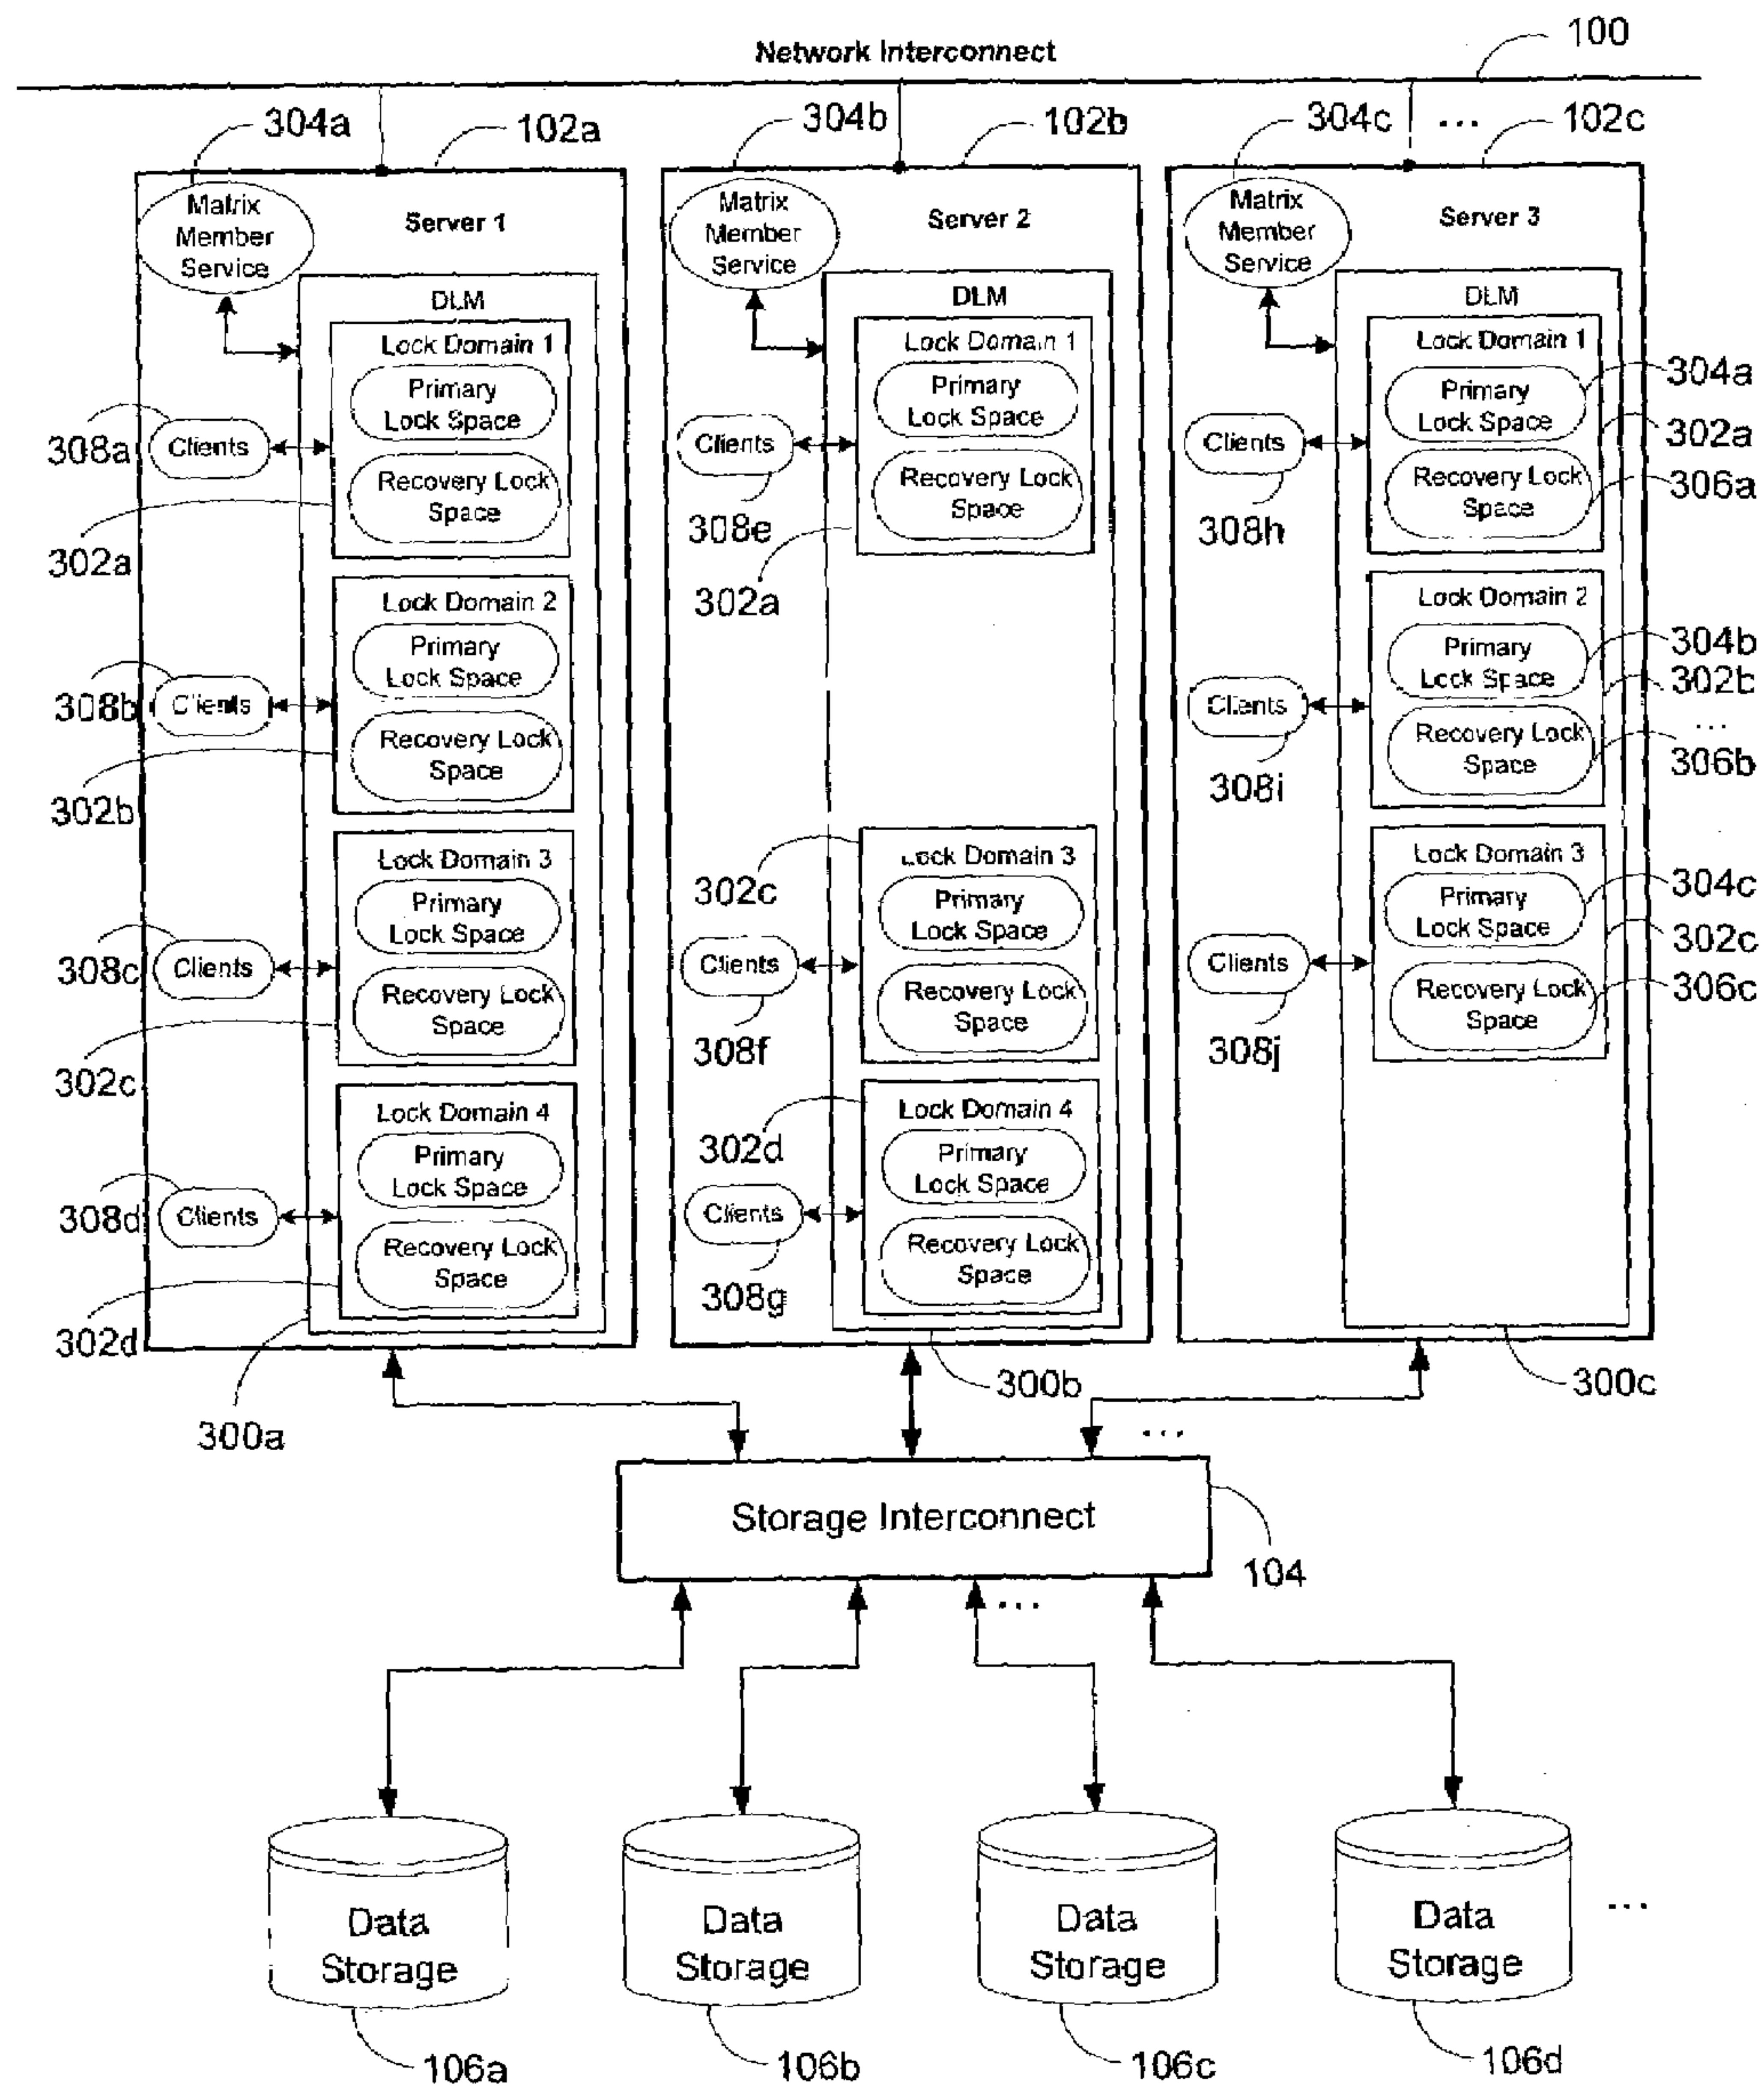 Network Interconnect
100
304a
102a
304b
102b
304c
...
102c
Matrix
Member
Service
Server 1
DLM
Lock Domain 1
Primary
Lock Space
Recovery Lock
Space
Clients
308a
302a
Lock Domain 2
Primary
Lock Space
Recovery Lock
Space
Clients
308b
302b
Lock Domain 3
Primary
Lock Space
Recovery Lock
Space
Clients
308c
302c
Lock Domain 4
Primary
Lock Space
Recovery Lock
Space
Clients
308d
302d
300a
Matrix
Member
Service
Server 2
DLM
Lock Domain 1
Primary
Lock Space
Recovery Lock
Space
Clients
308e
302a
302c
Lock Domain 3
Primary
Lock Space
Recovery Lock
Space
Clients
308f
302d
Lock Domain 4
Primary
Lock Space
Recovery Lock
Space
Clients
308g
300b
Matrix
Member
Service
Server 3
DLM
Lock Domain 1
Primary
Lock Space
Recovery Lock
Space
304a
302a
306a
Clients
308h
Lock Domain 2
Primary
Lock Space
Recovery Lock
Space
304b
302b
...
306b
Clients
308i
Lock Domain 3
Primary
Lock Space
Recovery Lock
Space
304c
302c
306c
Clients
308j
300c
...
Storage Interconnect
104
...
Data
Storage
106a
Data
Storage
106b
Data
Storage
106c
Data
Storage
106d
...